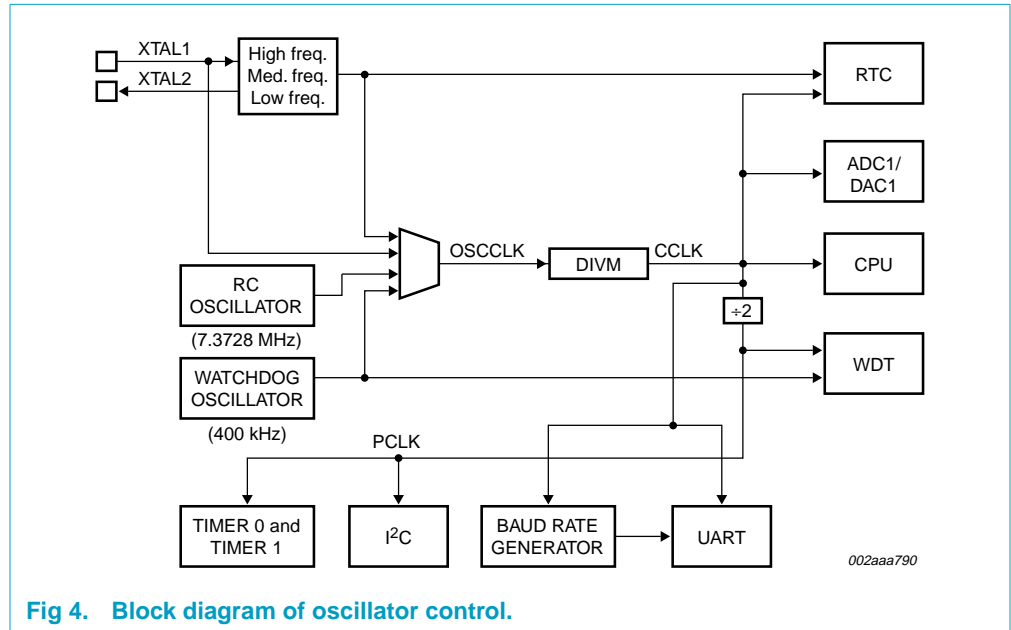 XTAL1
XTAL2
High freq.
Med. freq.
Low freq.
RTC
ADC1/
DAC1
OSCCLK
DIVM
CCLK
CPU
RC
OSCILLATOR
(7.3728 MHz)
÷2
WATCHDOG
OSCILLATOR
(400 kHz)
WDT
PCLK
TIMER 0 and
TIMER 1
I²C
BAUD RATE
GENERATOR
UART
002aaa790
Fig 4. Block diagram of oscillator control.